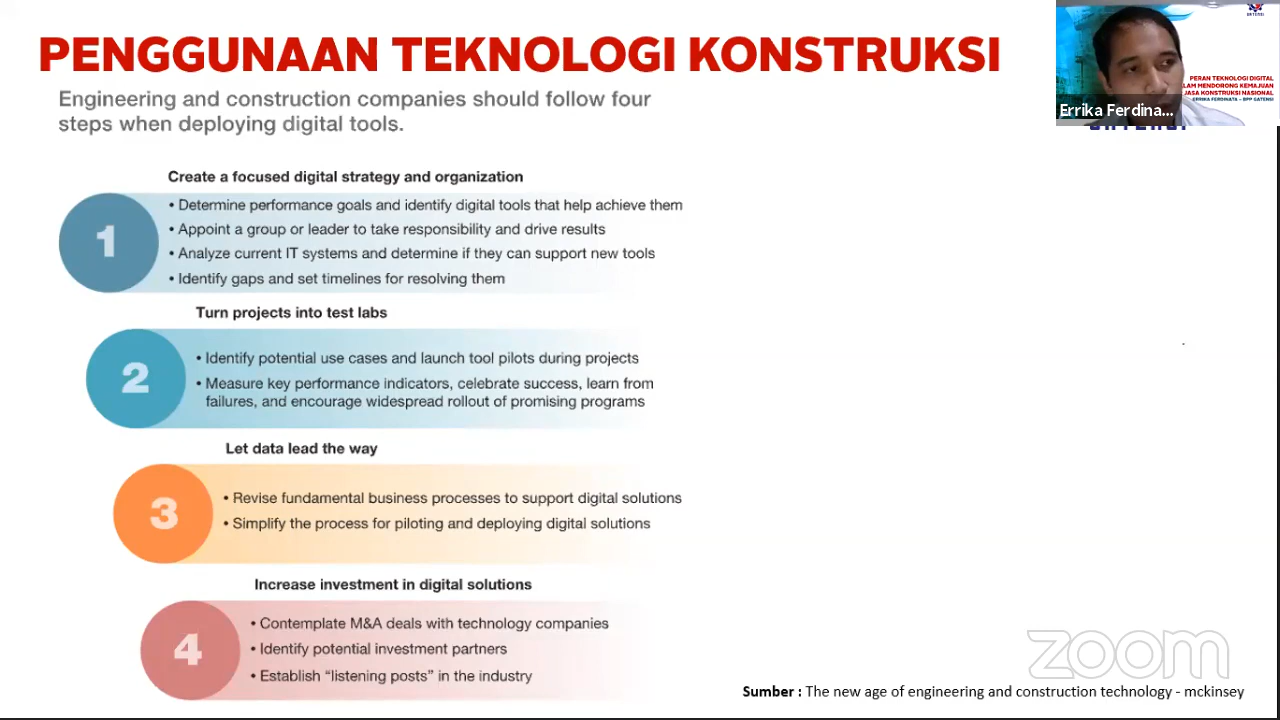 PENGGUNAAN TEKNOLOGI KONSTRUKSI
Engineering and construction companies should follow four
steps when deploying digital tools.
GATENSI
PERAN TEKNOLOGI DIGITAL
LAM MENDORONG KEMAJUAN
JASA KONSTRUKSI NASIONAL
ERRIKA FERDINATA – BPP GATENSI
Errika Ferdina...
Create a focused digital strategy and organization
1
• Determine performance goals and identify digital tools that help achieve them
• Appoint a group or leader to take responsibility and drive results
• Analyze current IT systems and determine if they can support new tools
• Identify gaps and set timelines for resolving them
Turn projects into test labs
2
• Identify potential use cases and launch tool pilots during projects
• Measure key performance indicators, celebrate success, learn from
failures, and encourage widespread rollout of promising programs
Let data lead the way
3
• Revise fundamental business processes to support digital solutions
• Simplify the process for piloting and deploying digital solutions
Increase investment in digital solutions
4
• Contemplate M&A deals with technology companies
• Identify potential investment partners
• Establish “listening posts” in the industry
zoom
Sumber : The new age of engineering and construction technology - mckinsey